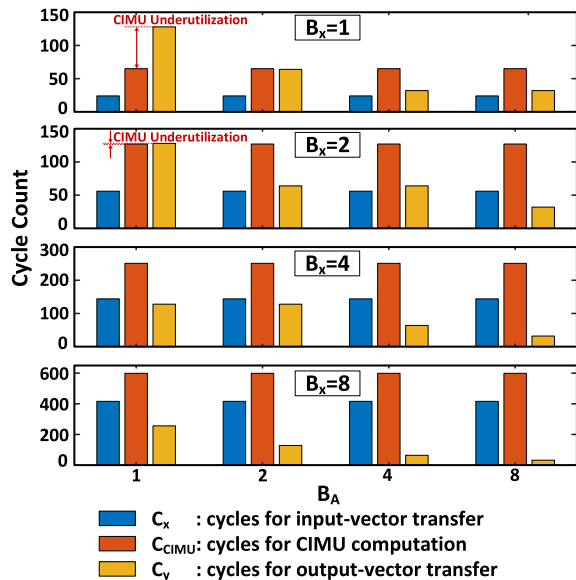 CIMU Underutilization
Bx=1
150
100
50
0
CIMU Underutilization
Bx=2
150
100
50
0
Cycle Count
Bx=4
300
200
100
0
Bx=8
600
400
200
0
1 2 4 8
BA
Cx : cycles for input-vector transfer
CCIMU: cycles for CIMU computation
Cy : cycles for output-vector transfer